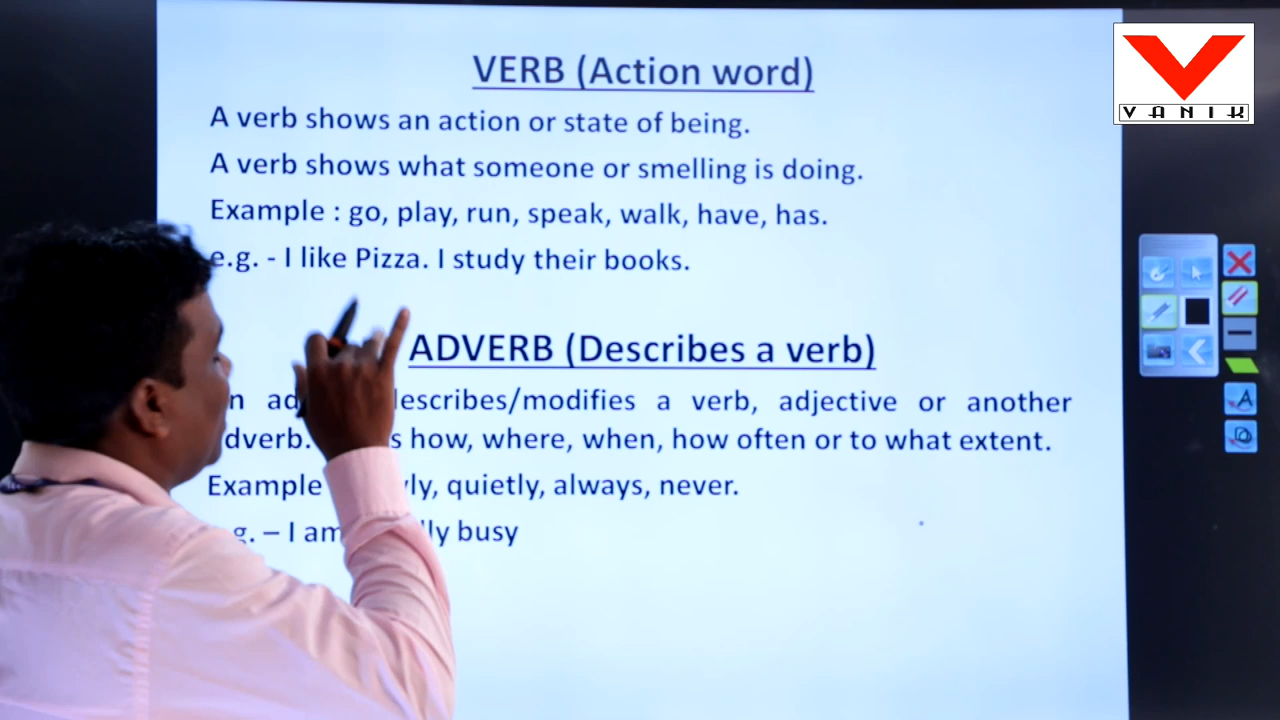 VERB (Action word)
A verb shows an action or state of being.
A verb shows what someone or smelling is doing.
Example : go, play, run, speak, walk, have, has.
e.g. - I like Pizza. I study their books.
ADVERB (Describes a verb)
describes/modifies a verb, adjective or another
adverb. how, where, when, how often or to what extent.
Example quietly, always, never.
e.g. – I am busy
VANIK